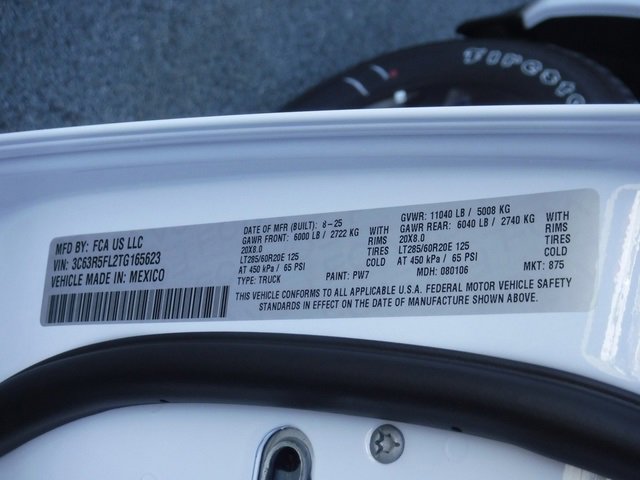 Firesto
MFD BY: FCA US LLC
VIN: 3C63R5FL2TG165623
VEHICLE MADE IN: MEXICO
DATE OF MFR (BUILT): 8-25
GAWR FRONT: 6000 LB / 2722 KG WITH
20X8.0 RIMS
LT285/60R20E 125 TIRES
AT 450 kPa / 65 PSI COLD
TYPE: TRUCK PAINT: PW7
GVWR: 11040 LB / 5008 KG
GAWR REAR: 6040 LB / 2740 KG WITH
20X8.0 RIMS
LT285/60R20E 125 TIRES
AT 450 kPa / 65 PSI COLD
MDH: 080106 MKT: 875
THIS VEHICLE CONFORMS TO ALL APPLICABLE U.S.A. FEDERAL MOTOR VEHICLE SAFETY
STANDARDS IN EFFECT ON THE DATE OF MANUFACTURE SHOWN ABOVE.